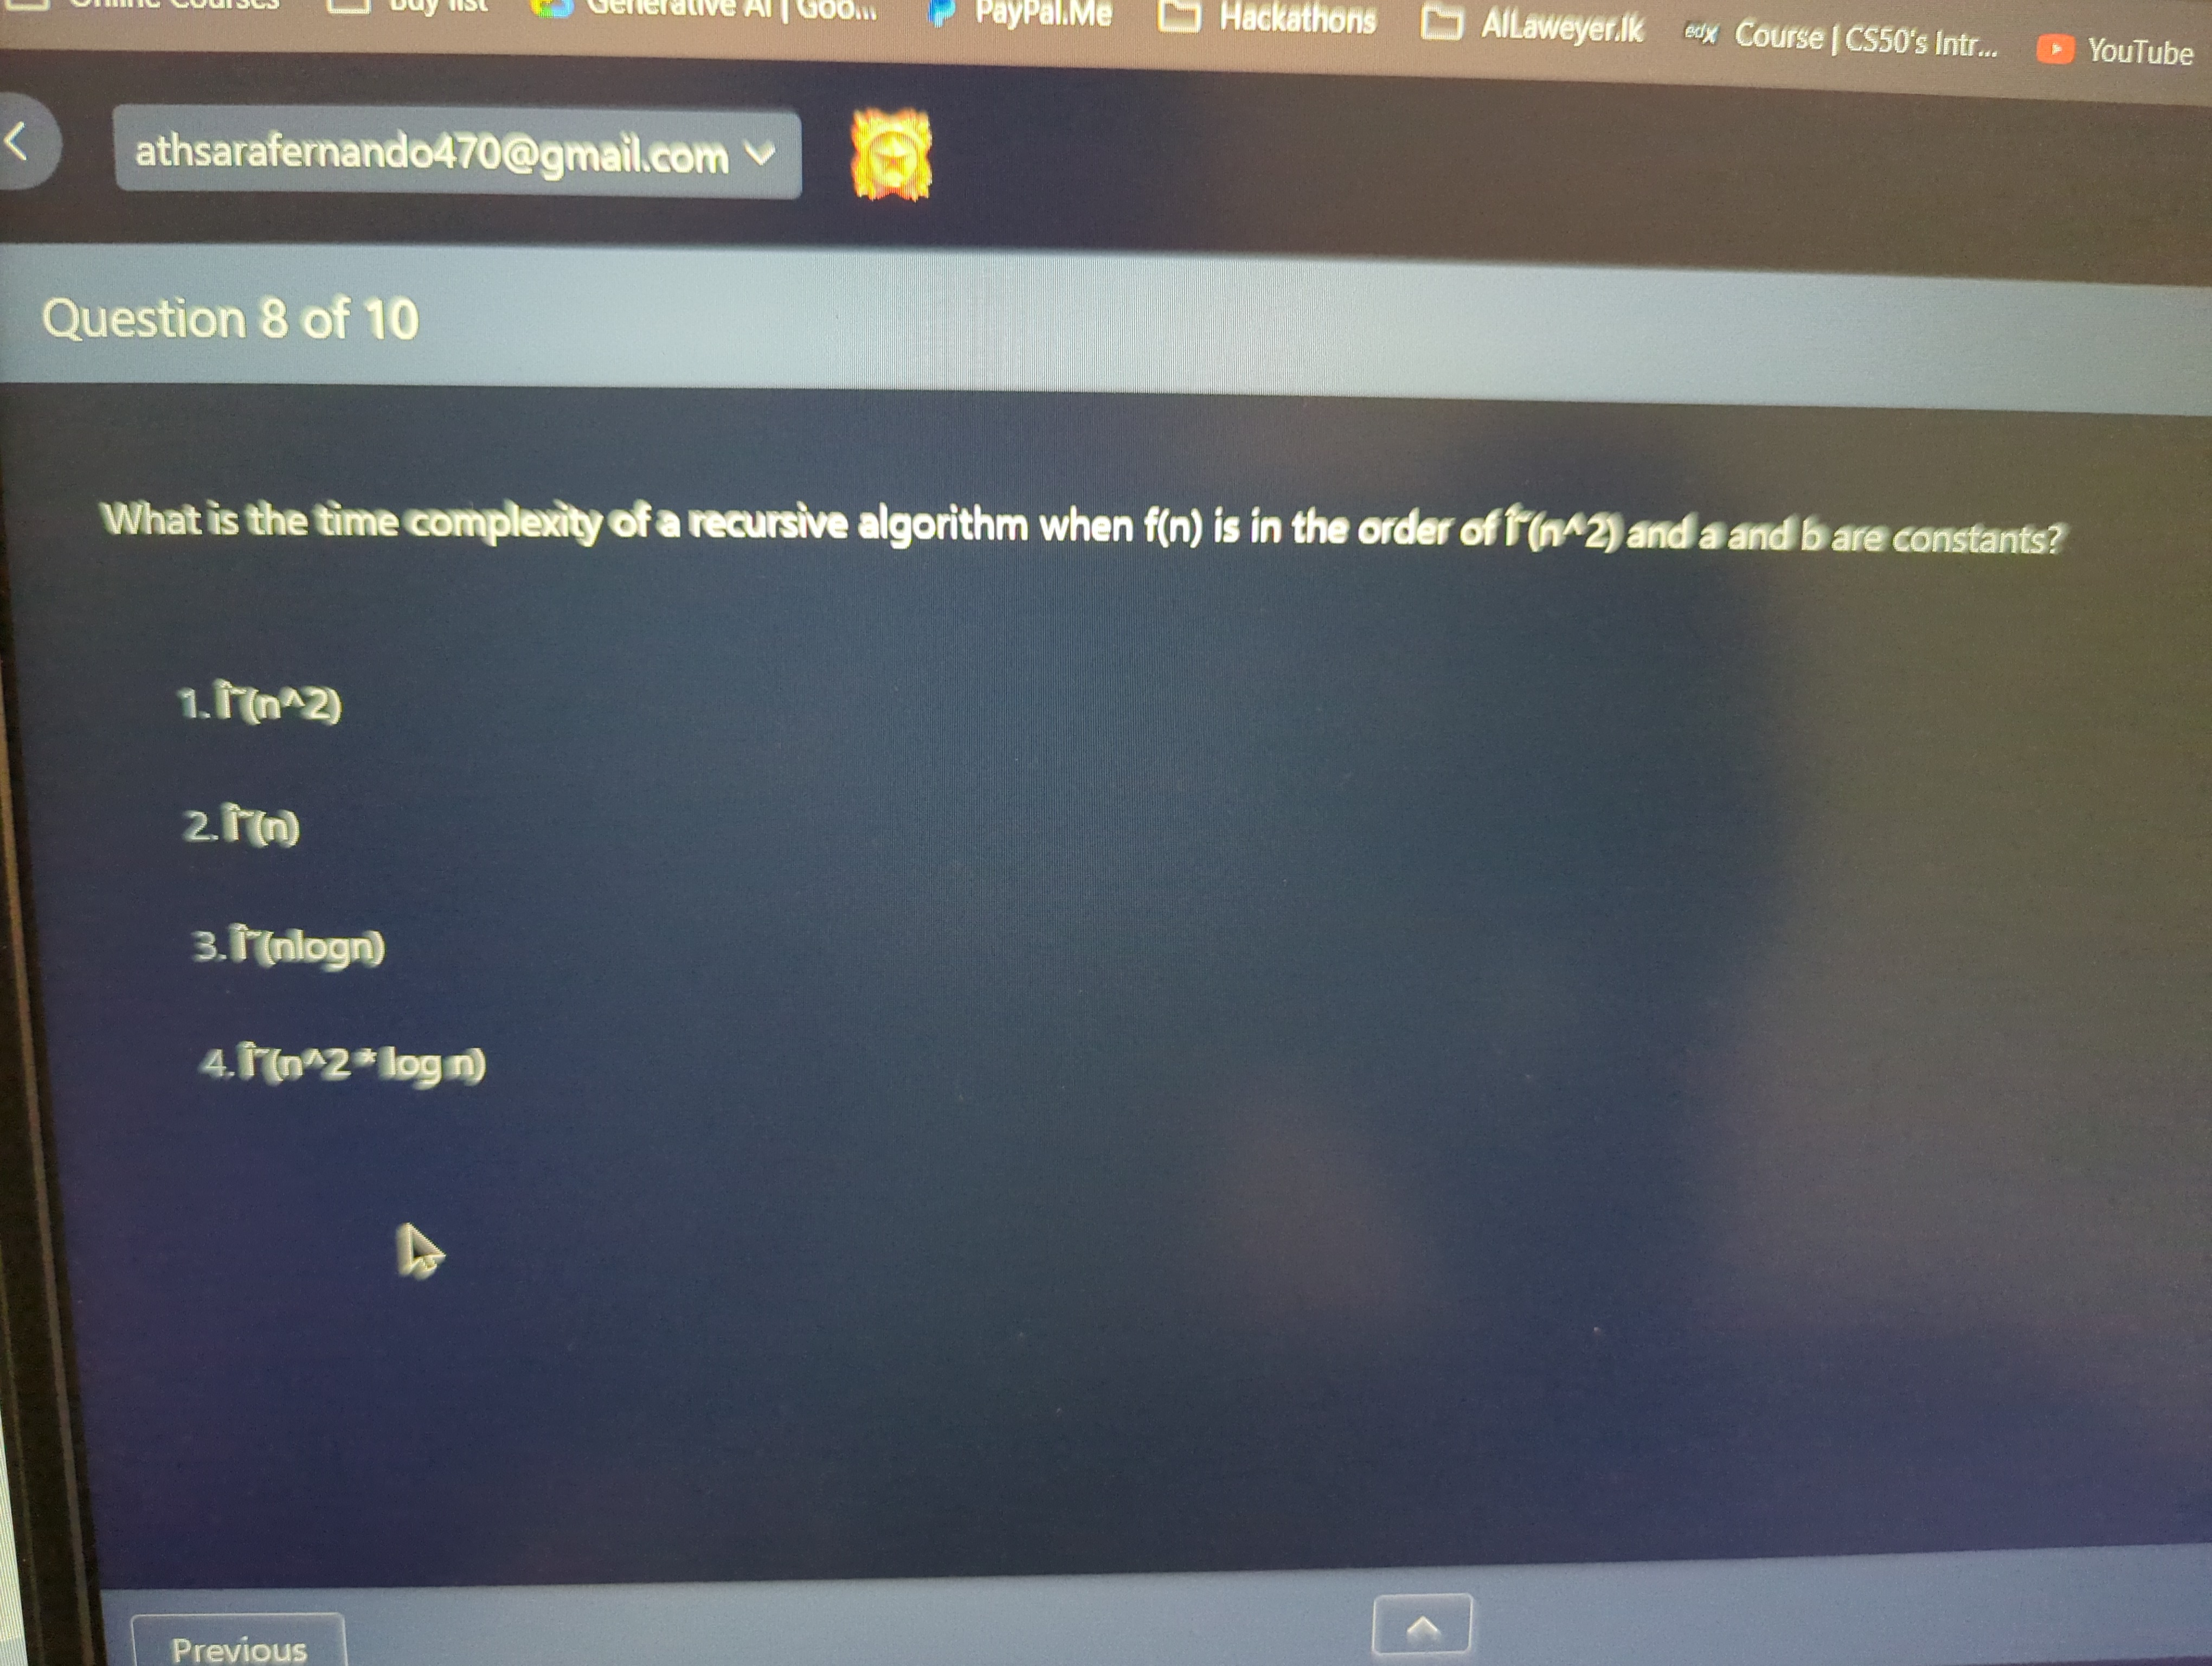 Online Courses Buy list Generative AI | Goo... PayPal.Me Hackathons AILaweyer.lk edX Course | CS50's Intr... YouTube
athsarafernando470@gmail.com
Question 8 of 10
What is the time complexity of a recursive algorithm when f(n) is in the order of Î˜(n^2) and a and b are constants?
1. Î˜(n^2)
2. Î˜(n)
3. Î˜(nlogn)
4. Î˜(n^2 * log n)
Previous